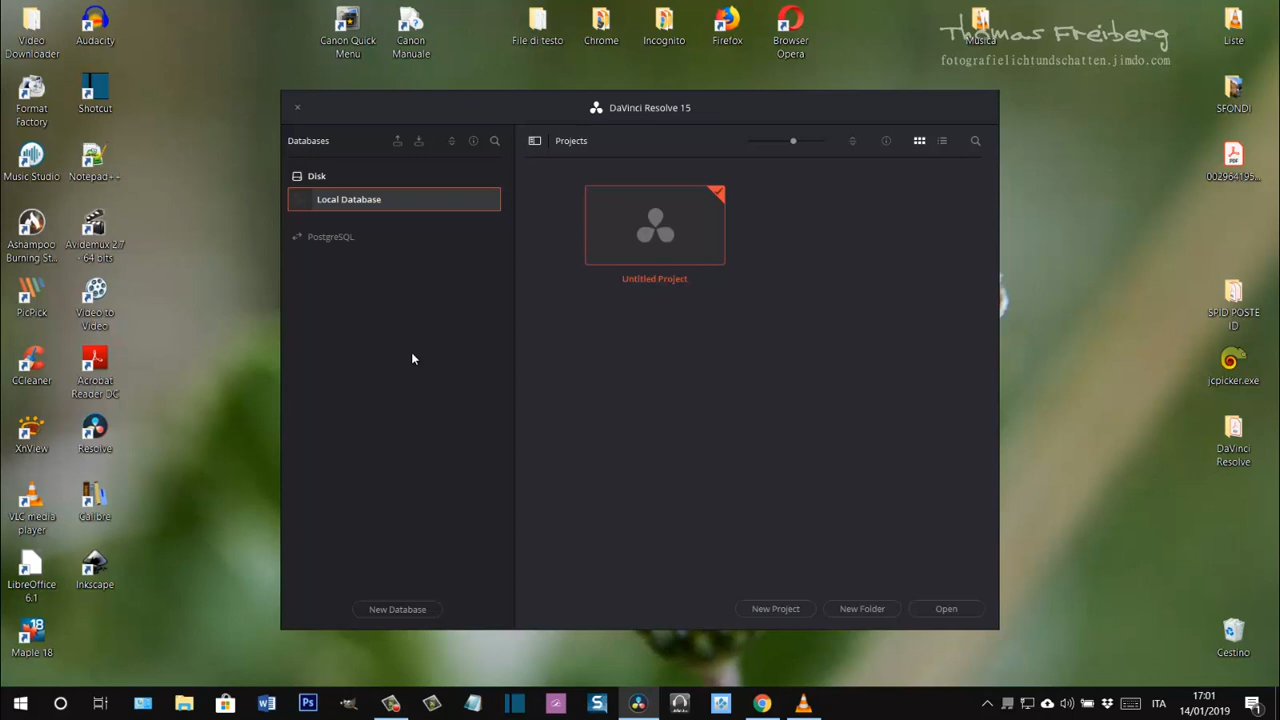 Video
Downloader
Audacity
Canon Quick
Menu
Canon
Manuale
File di testo
Chrome
Incognito
Firefox
Browser
Opera
Musica
Thomas Freiberg
fotografielichtundschatten.jimdo.com
Liste
Format
Factory
Shotcut
SFONDI
Music Studio
Notepad++
002964195...
Ashampoo
Burning St...
Avidemux 2.7
- 64 bits
PicPick
Video to
Video
SPID POSTE
ID
CCleaner
Acrobat
Reader DC
jcpicker.exe
XnView
Resolve
DaVinci
Resolve
VLC media
player
Calibre
LibreOffice
6.1
Inkscape
18
Maple 18
Cestino
DaVinci Resolve 15
Databases
Projects
Disk
Local Database
PostgreSQL
Untitled Project
New Database
New Project
New Folder
Open
ITA
17:01
14/01/2019